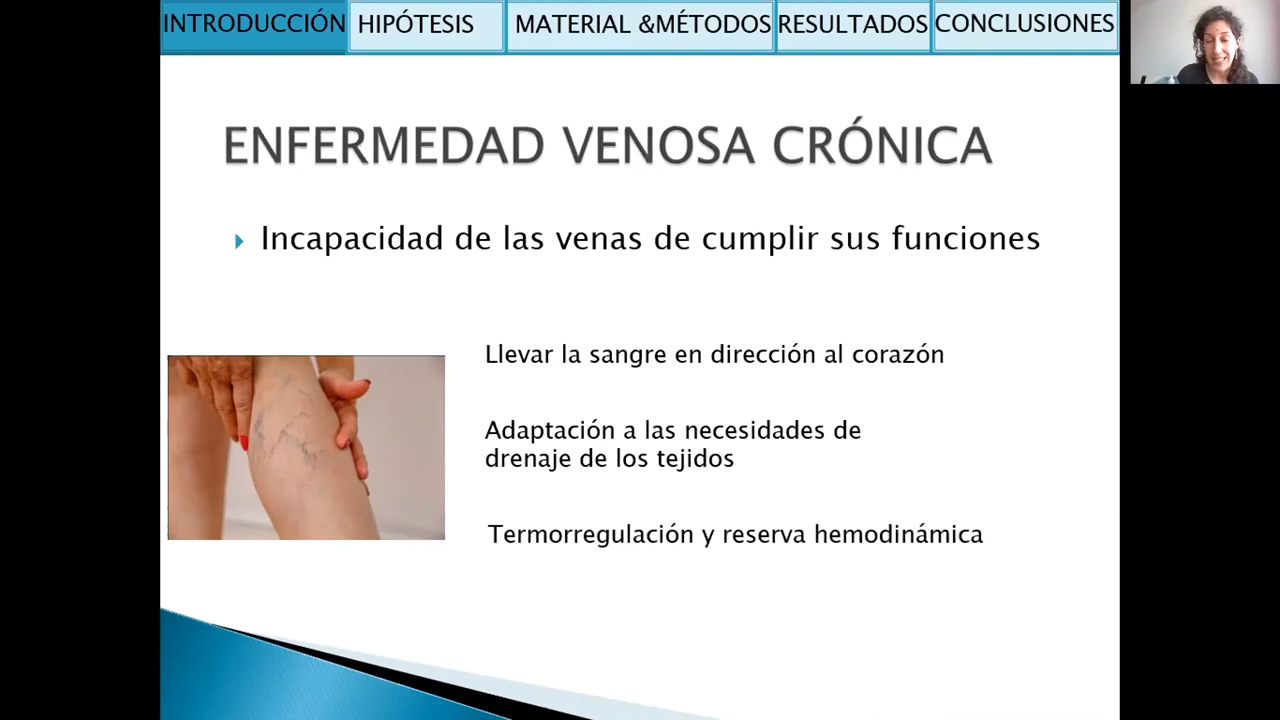 INTRODUCCIÓN
HIPÓTESIS
MATERIAL &MÉTODOS
RESULTADOS
CONCLUSIONES
ENFERMEDAD VENOSA CRÓNICA
Incapacidad de las venas de cumplir sus funciones
Llevar la sangre en dirección al corazón
Adaptación a las necesidades de
drenaje de los tejidos
Termorregulación y reserva hemodinámica